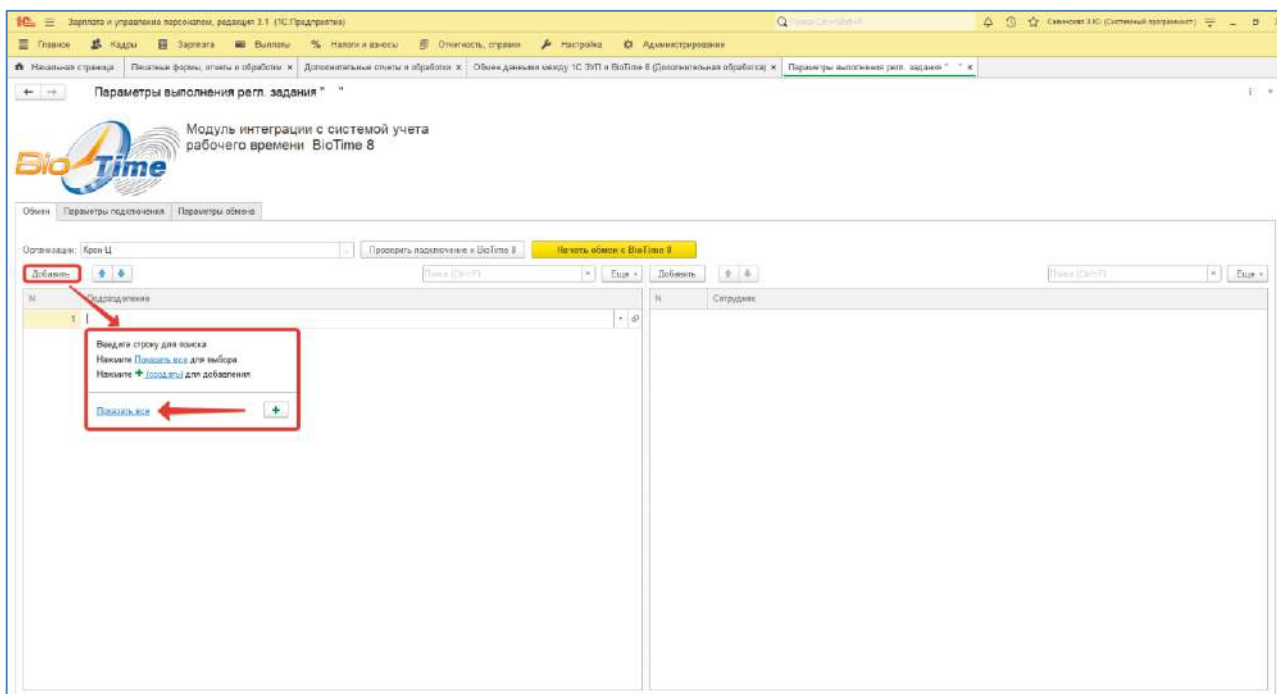 1С Зарплата и управление персоналом, редакция 3.1 (1С:Предприятие)
Главное Кадры Зарплата Выплаты % Налоги и взносы Отчетность, справки Настройка Администрирование
Начальная страница Печатные формы, отчеты и обработки × Дополнительные отчеты и обработки × Обмен данными между 1С ЗУП и BioTime 8 (Дополнительная обработка) × Параметры выполнения регл. задания " " ×
Параметры выполнения регл. задания " "
BioTime
Модуль интеграции с системой учета
рабочего времени BioTime 8
Обмен Параметры подключения Параметры обмена
Организация: Крон-Ц Проверить подключение к BioTime 8 Начать обмен с BioTime 8
Добавить Поиск (Ctrl+F) × Еще Добавить Поиск (Ctrl+F) × Еще
N Подразделение N Сотрудник
1
Введите строку для поиска
Нажмите Показать все для выбора
Нажмите + (создать) для добавления
Показать все +